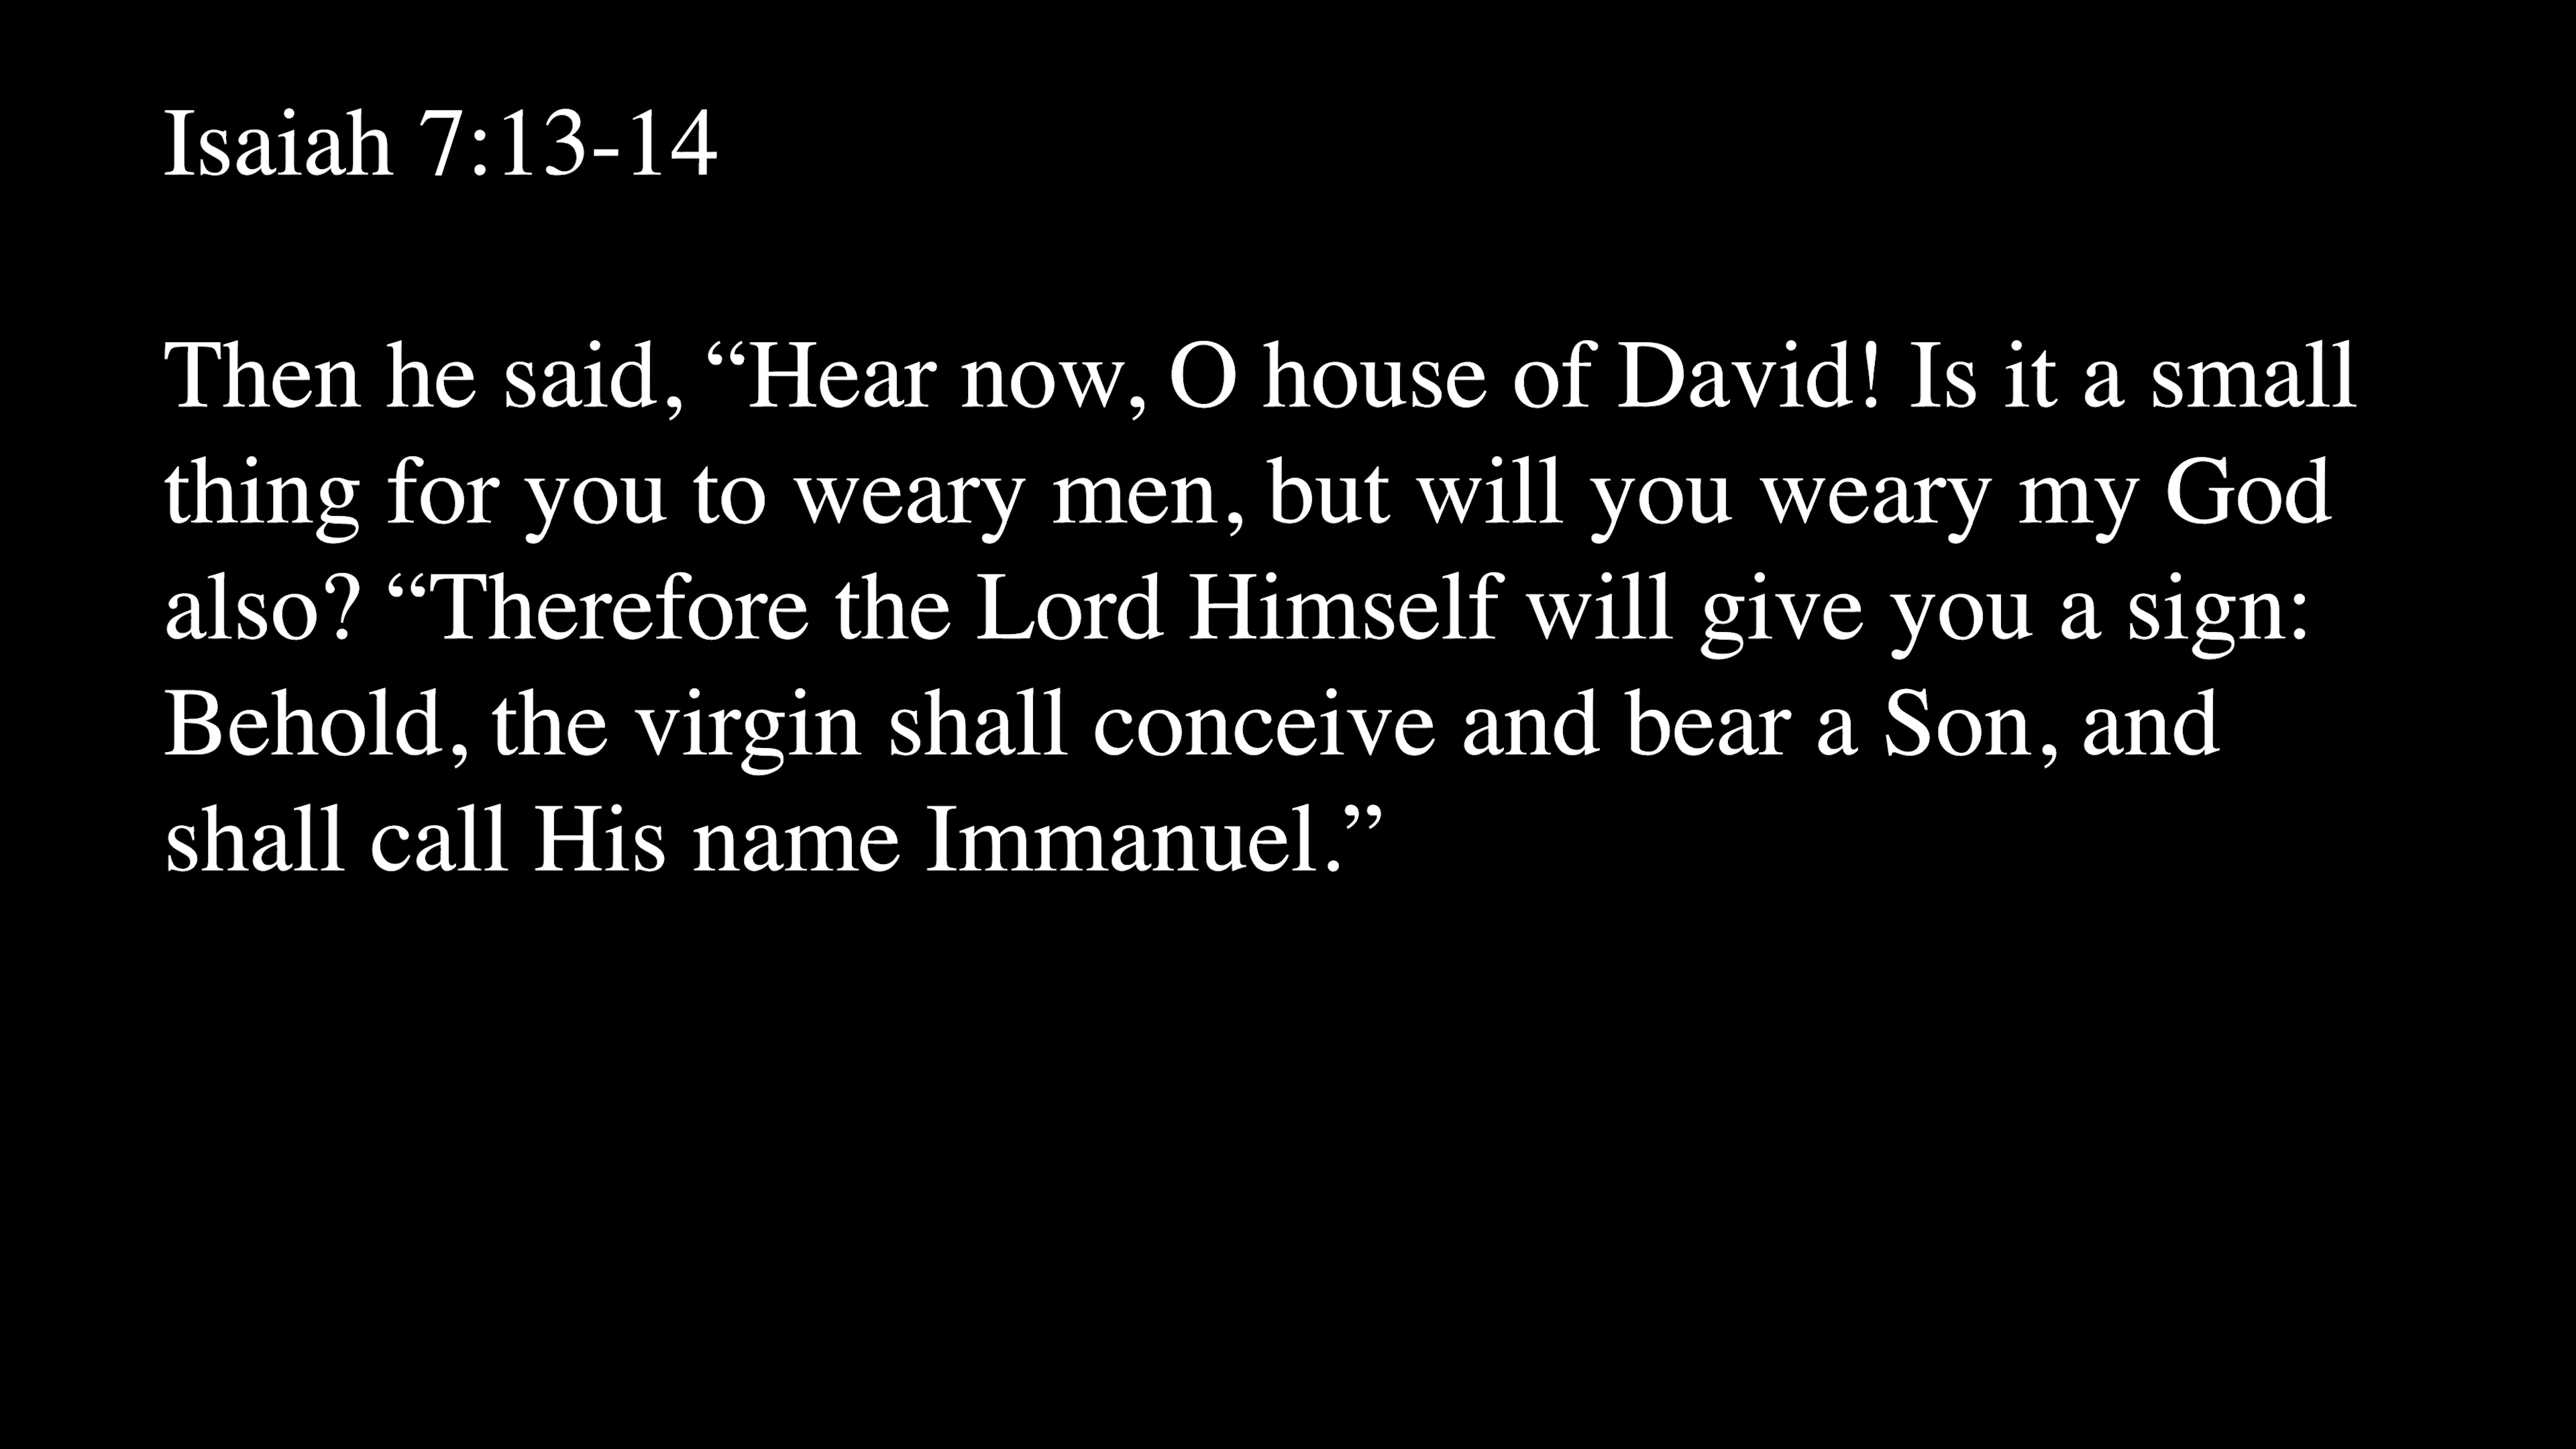 Isaiah 7:13-14
Then he said, “Hear now, O house of David! Is it a small
thing for you to weary men, but will you weary my God
also? “Therefore the Lord Himself will give you a sign:
Behold, the virgin shall conceive and bear a Son, and
shall call His name Immanuel.”